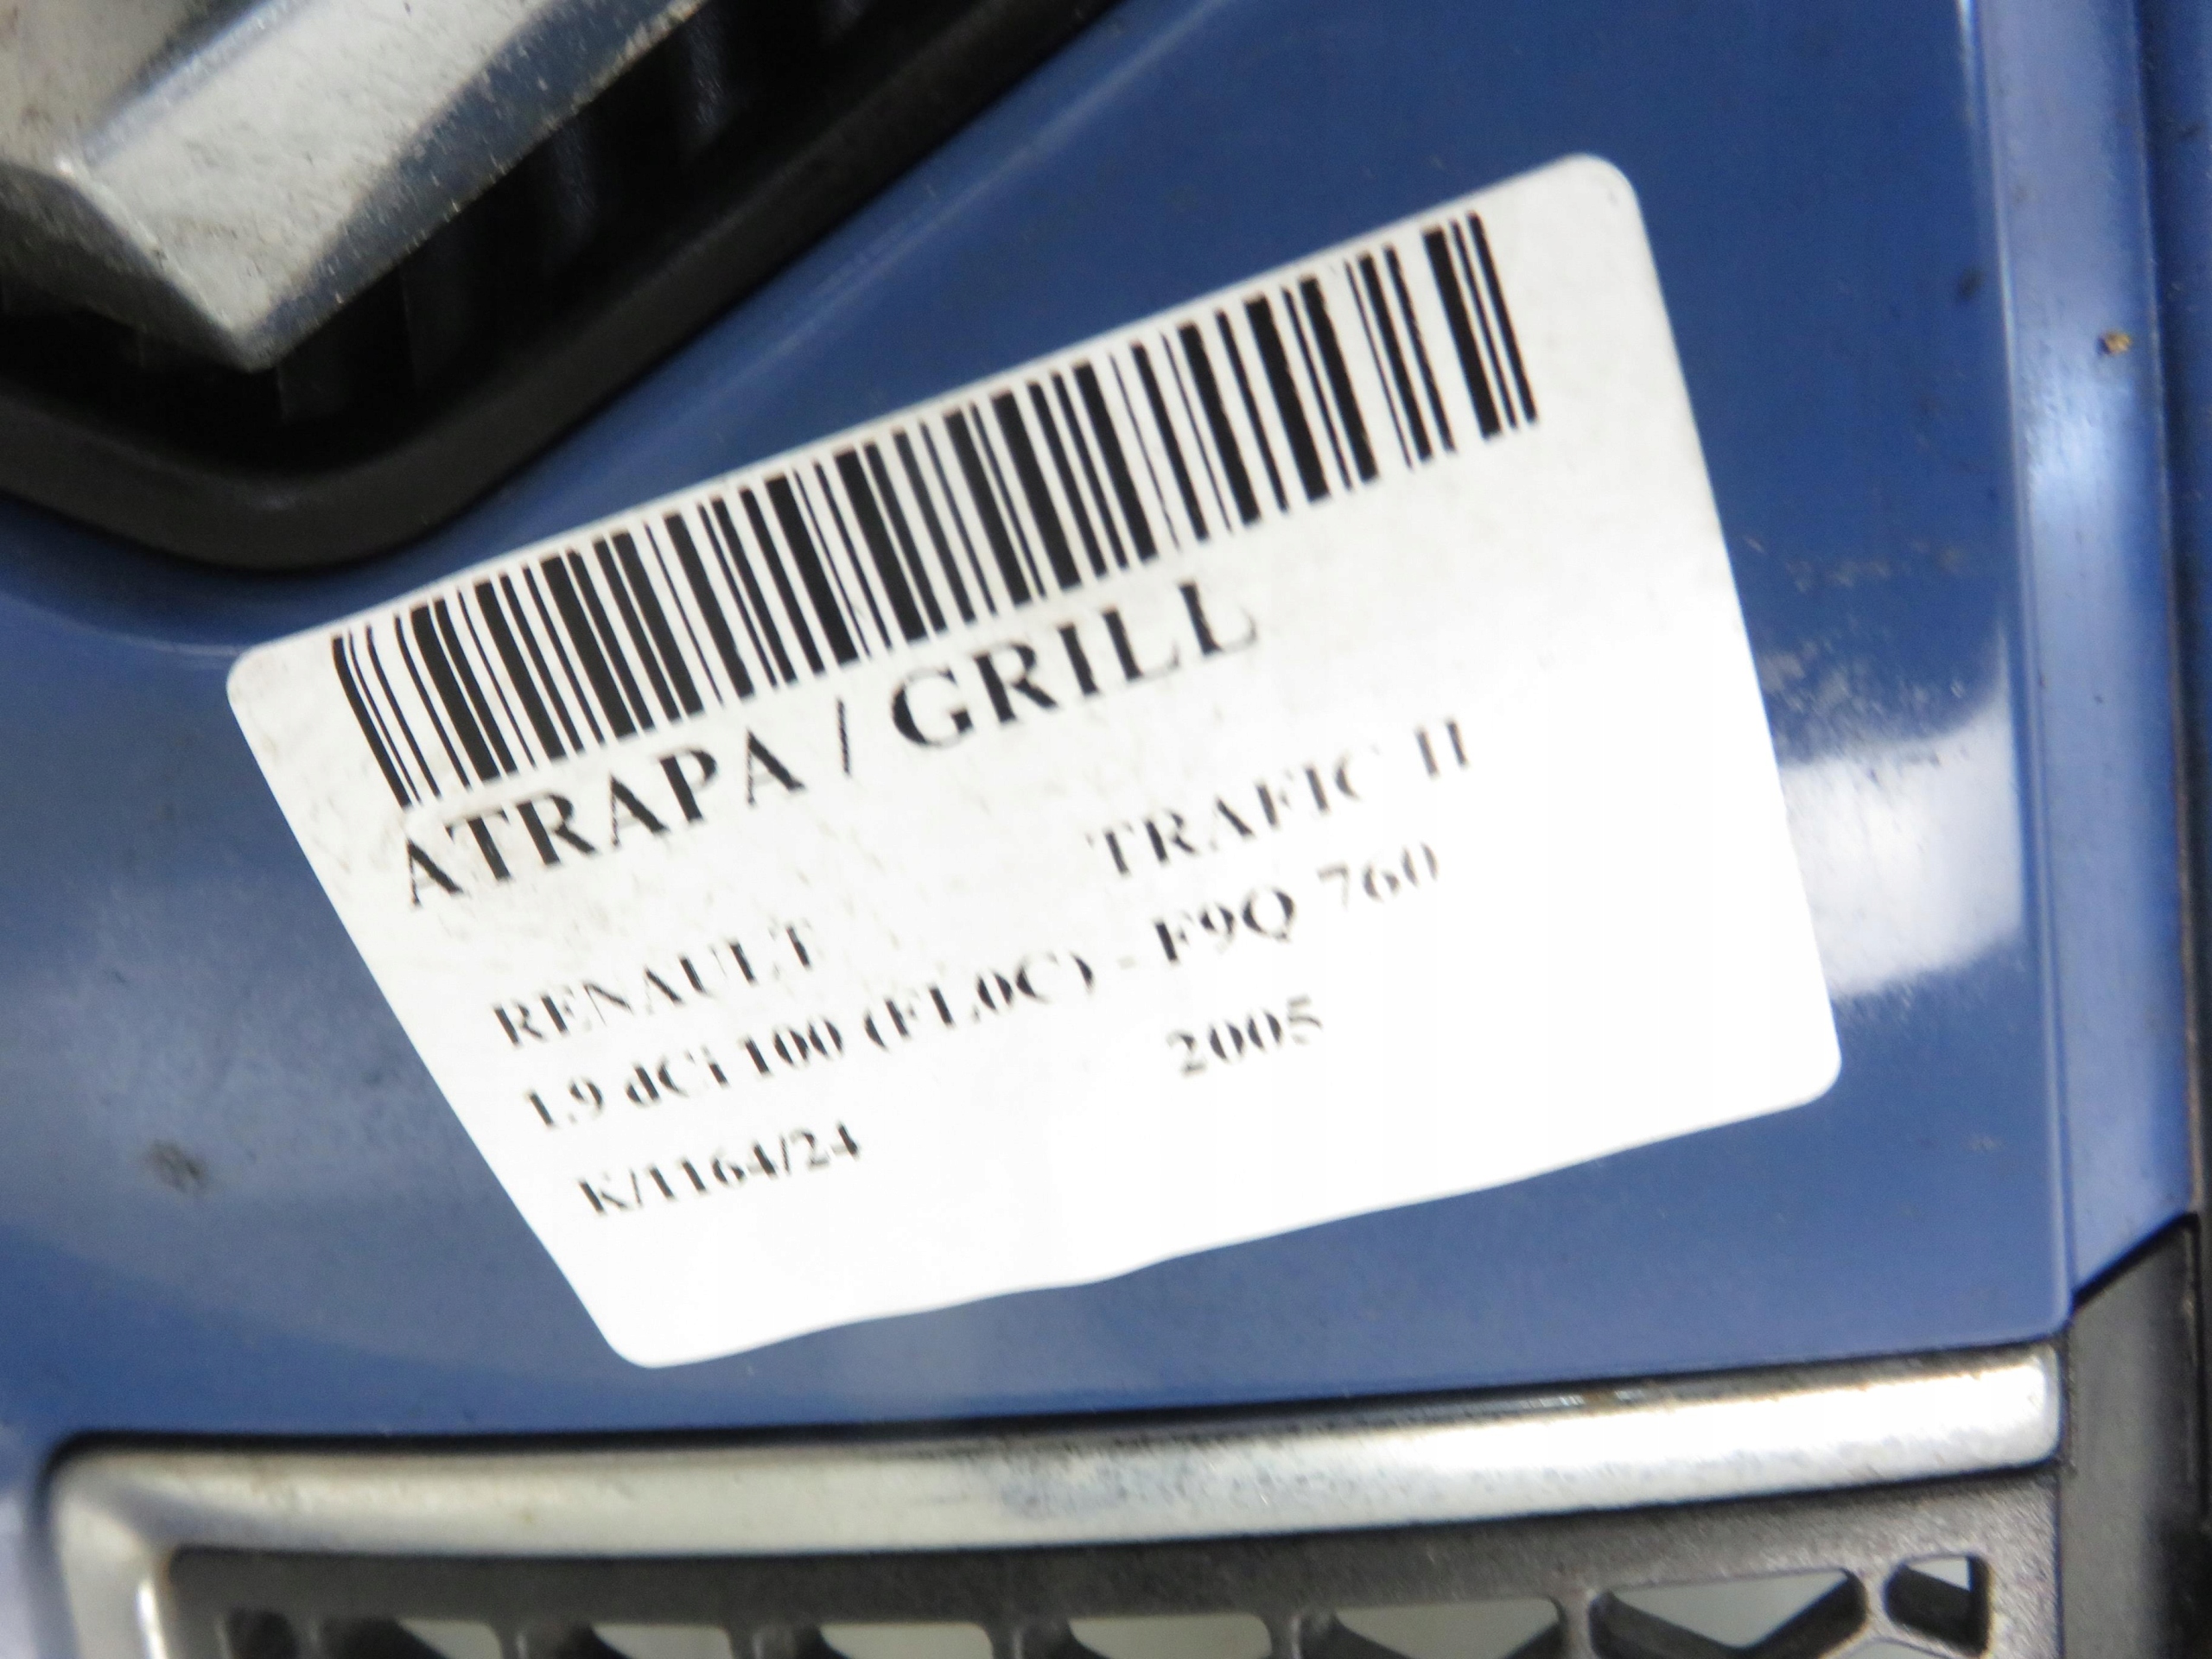 ATRAPA / GRILL
RENAULT TRAFIC II
1.9 dCi 100 (FL0C) - F9Q 760
K/1164/24 2005